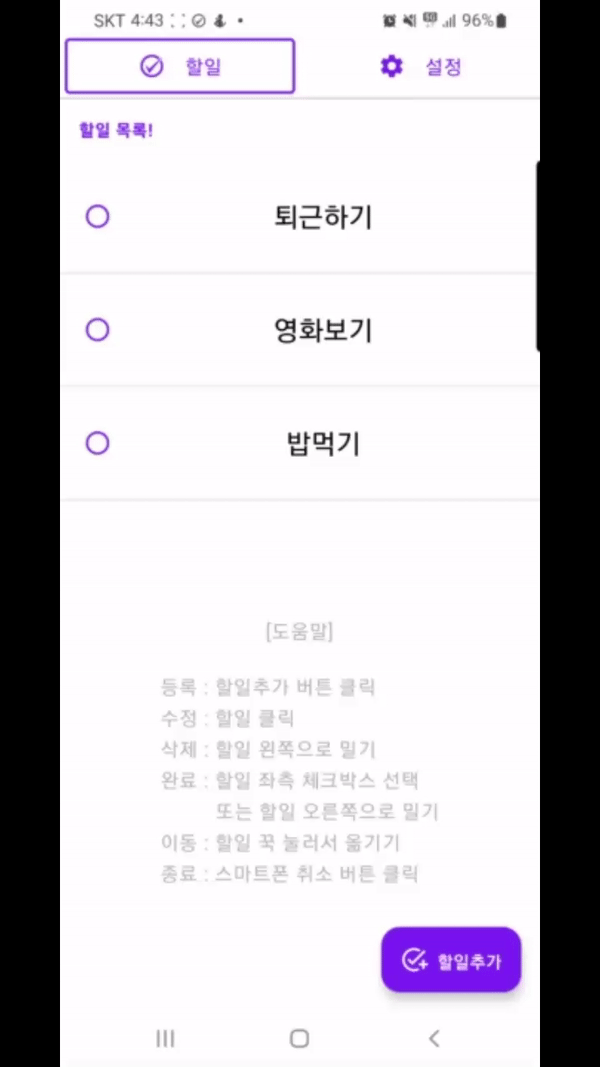 SKT 4:43 96%
할일 설정
할일 목록!
퇴근하기
영화보기
밥먹기
[도움말]
등록 : 할일추가 버튼 클릭
수정 : 할일 클릭
삭제 : 할일 왼쪽으로 밀기
완료 : 할일 좌측 체크박스 선택
또는 할일 오른쪽으로 밀기
이동 : 할일 꾹 눌러서 옮기기
종료 : 스마트폰 취소 버튼 클릭
할일추가